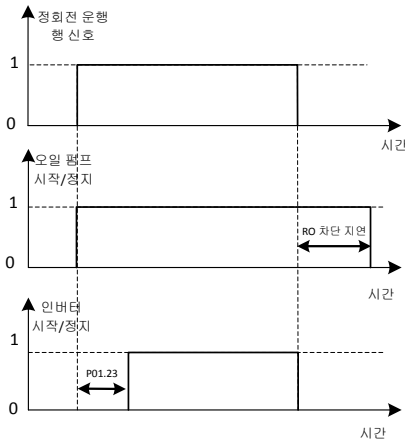 정회전 운행
행 신호
1
0
시간
오일 펌프
시작/정지
1
RO 차단 지연
0
시간
인버터
시작/정지
1
P01.23
0
시간